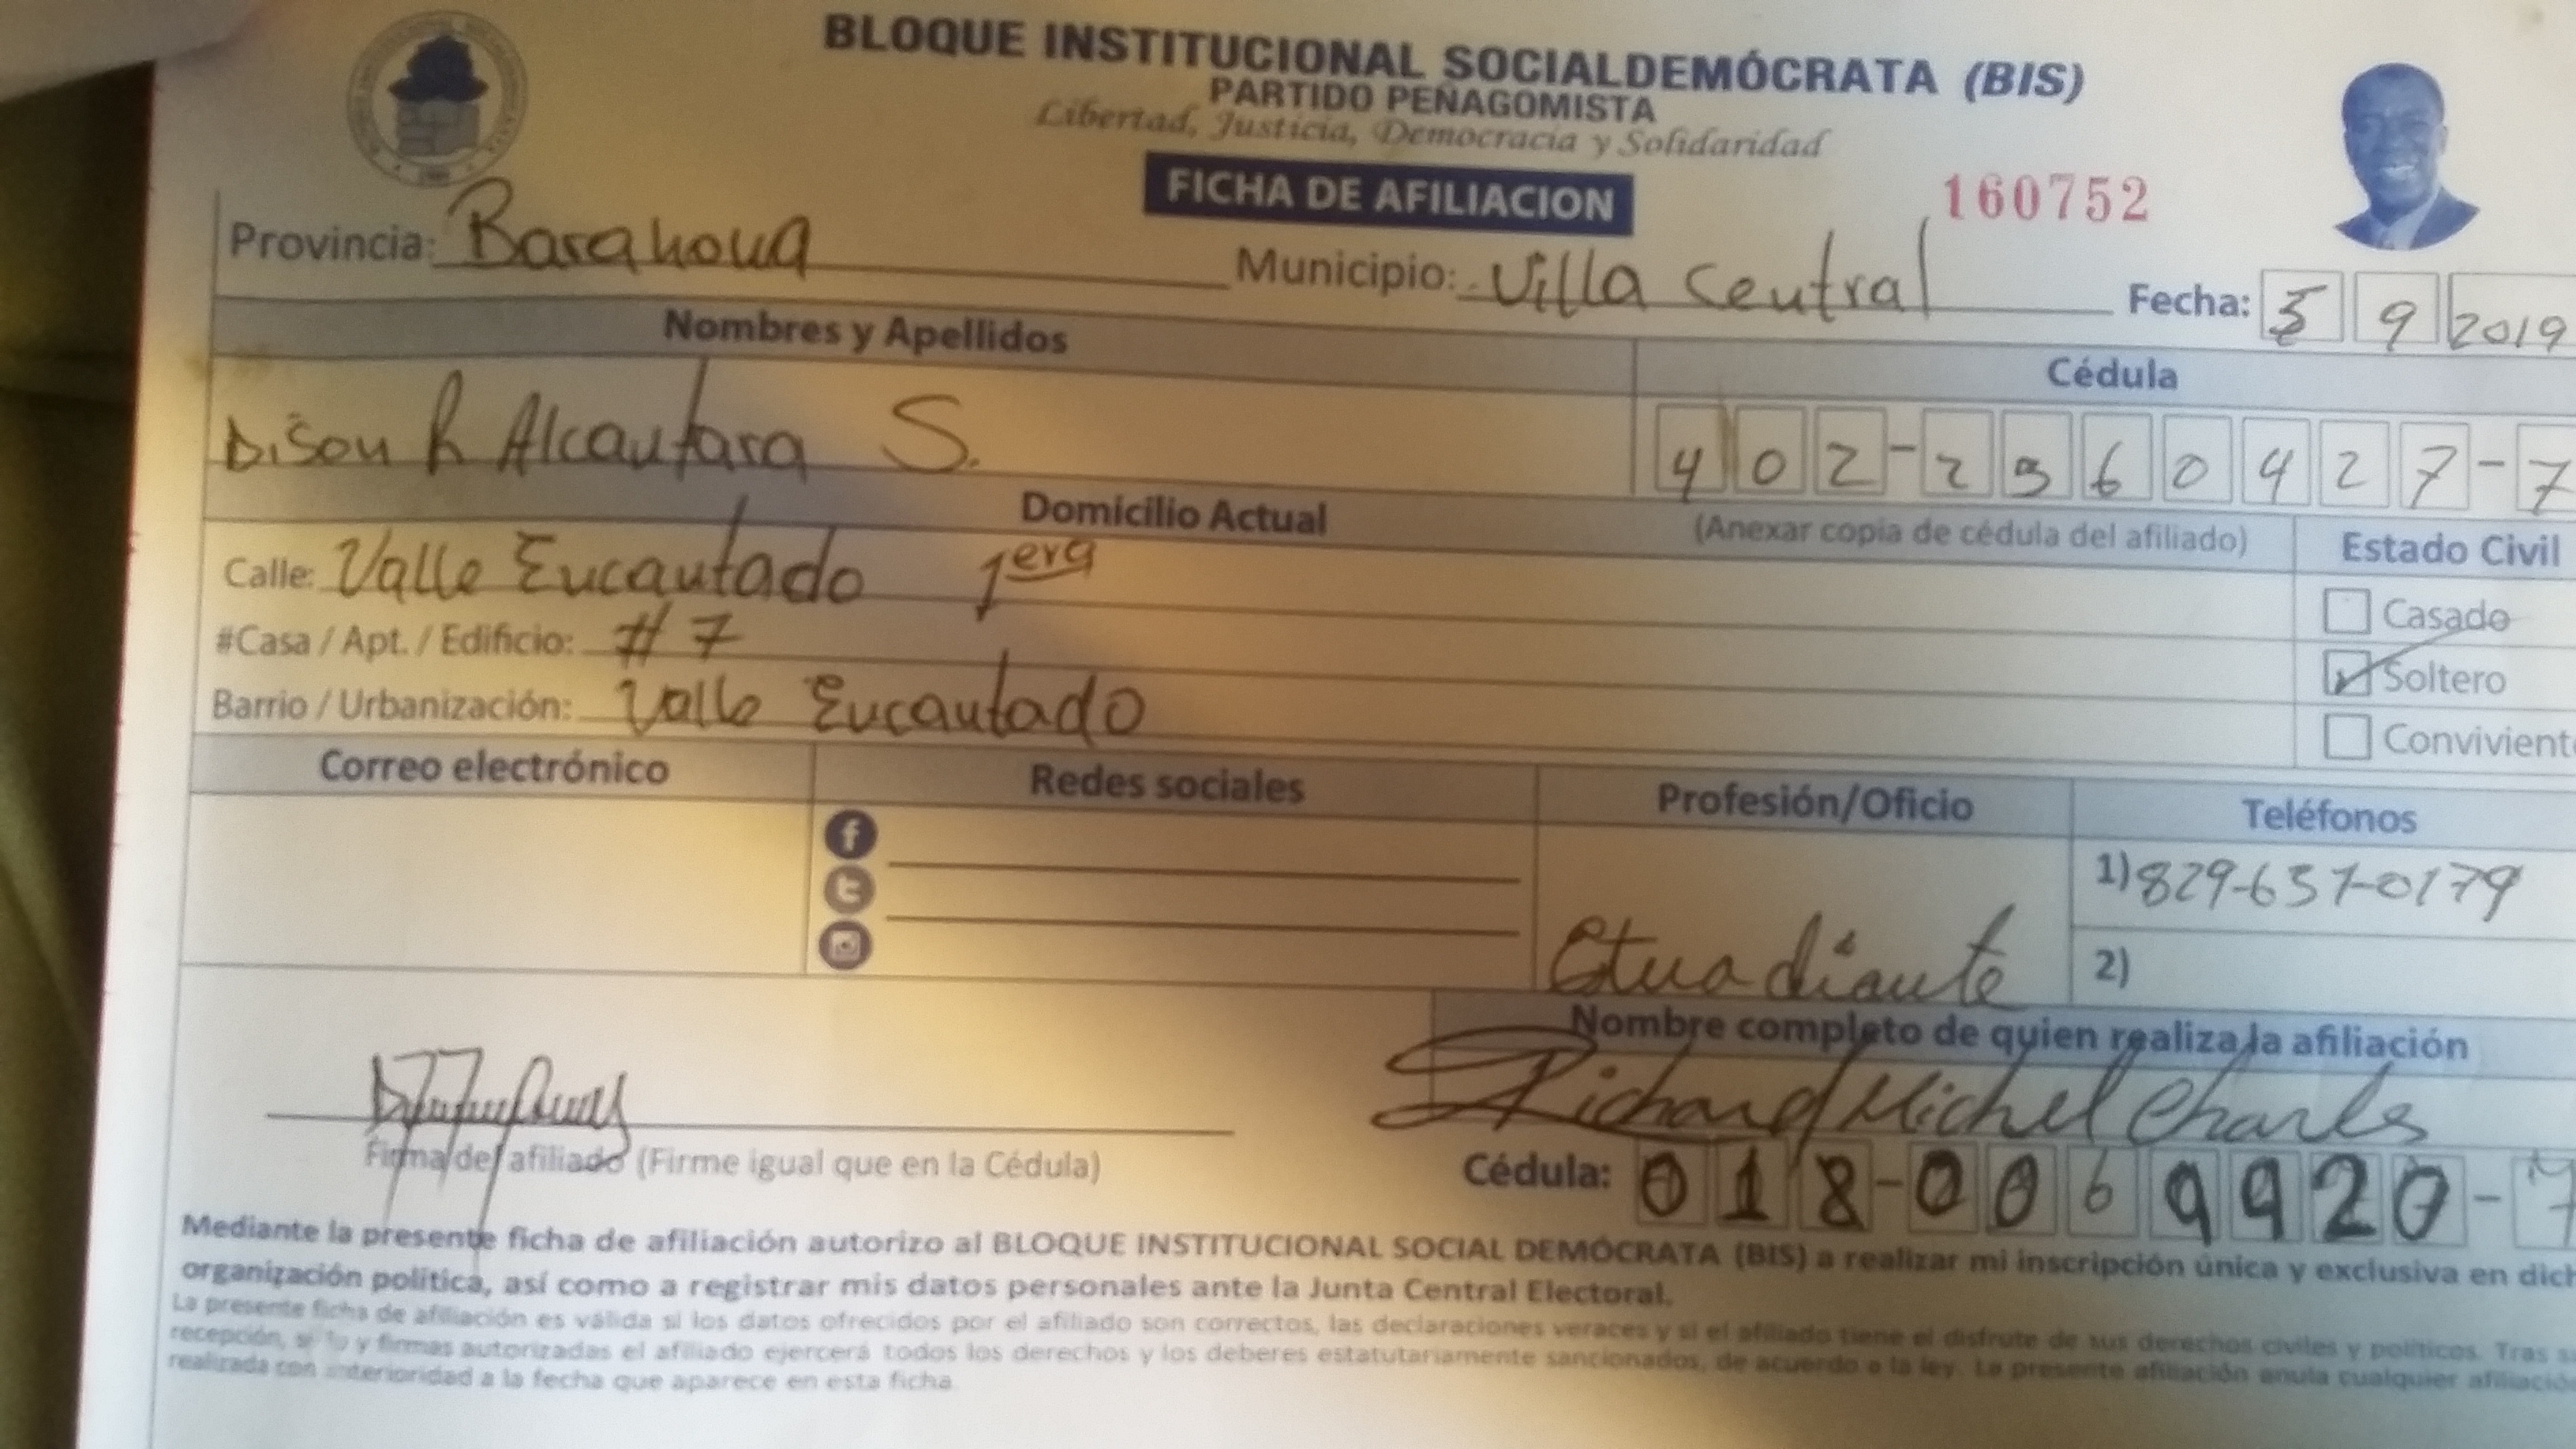 BLOQUE INSTITUCIONAL SOCIALDEMÓCRATA (BIS)
PARTIDO PEÑAGOMISTA
Libertad, Justicia, Democracia y Solidaridad
FICHA DE AFILIACION
160752
Provincia: Barahona Municipio: Villa Central Fecha: 5 9 2019
Nombres y Apellidos
Cédula
Dison R Alcantara S.
402-2360427-7
Domicilio Actual
(Anexar copia de cédula del afiliado)
Estado Civil
Calle: Valle Encantado 1era
#Casa / Apt. / Edificio: #7
Barrio / Urbanización: Valle Encantado
Casado
Soltero
Convivient
Correo electrónico
Redes sociales
Profesión/Oficio
Teléfonos
Etuadiante
1) 829-637-0179
2)
Nombre completo de quien realiza la afiliación
Richard Michel Charles
Firma del afiliado (Firme igual que en la Cédula)
Cédula: 018-0069920-7
Mediante la presente ficha de afiliación autorizo al BLOQUE INSTITUCIONAL SOCIAL DEMÓCRATA (BIS) a realizar mi inscripción única y exclusiva en dich
organización política, así como a registrar mis datos personales ante la Junta Central Electoral.
La presente ficha de afiliación es válida si los datos ofrecidos por el afiliado son correctos, las declaraciones veraces y si el afiliado tiene el disfrute de sus derechos civiles y políticos. Tras s
recepción, y firmas autorizadas el afiliado ejercerá todos los derechos y los deberes estatutariamente sancionados, de acuerdo a la ley. La presente afiliación anula cualquier afiliació
realizada con anterioridad a la fecha que aparece en esta ficha.